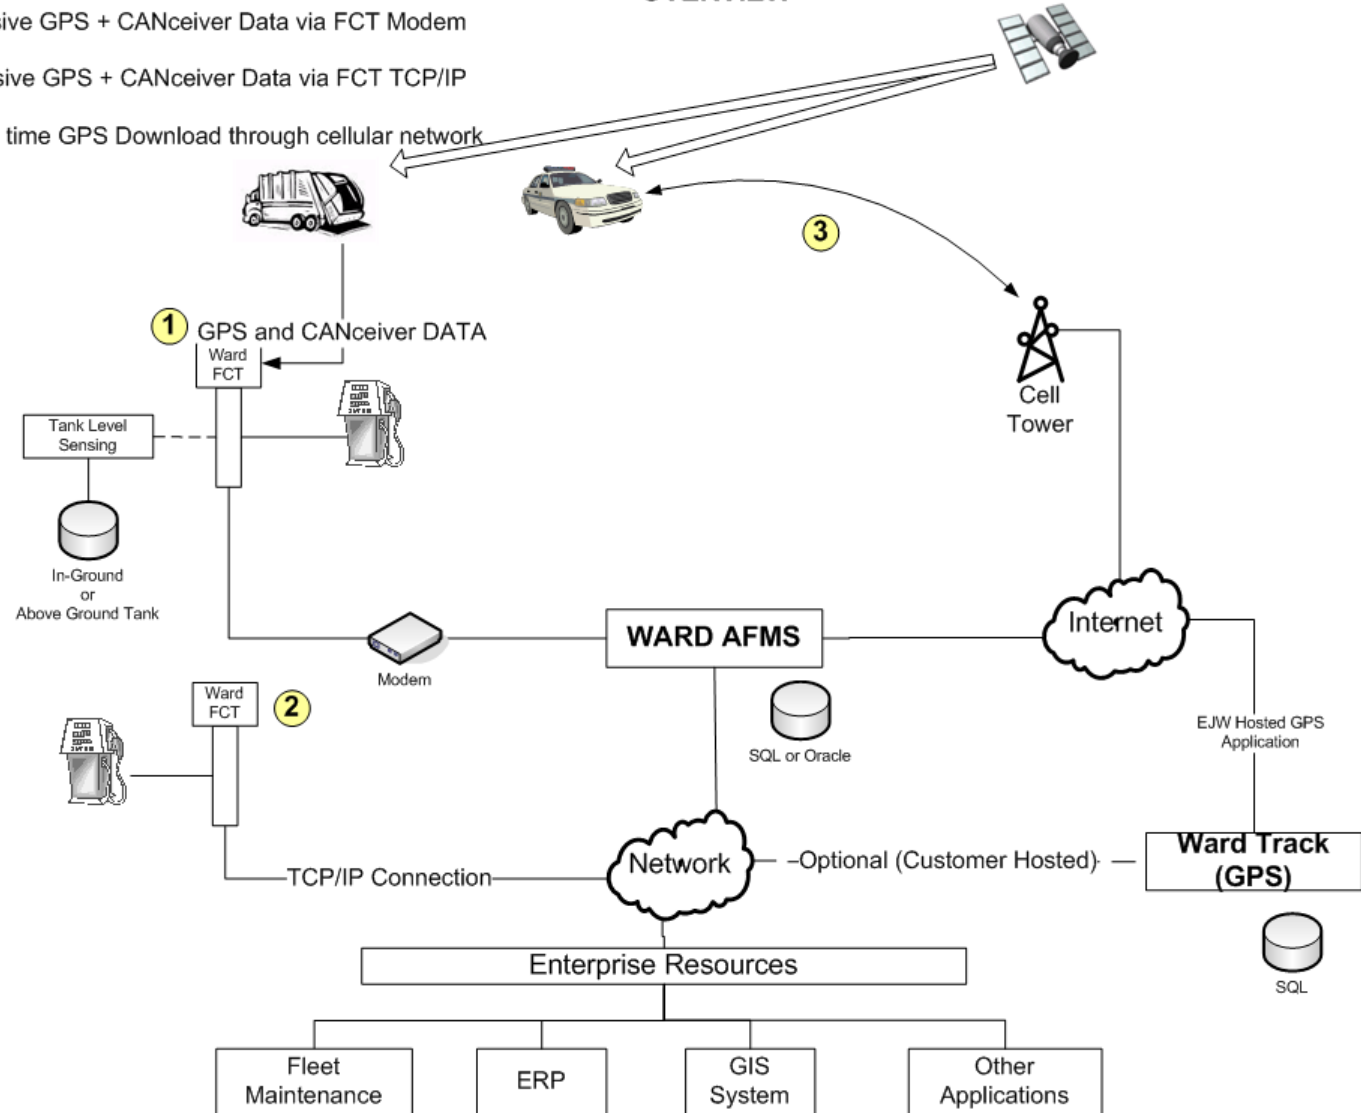 GPS + CANceiver Data via FCT Modem
GPS + CANceiver Data via FCT TCP/IP
time GPS Download through cellular network
3
1
GPS and CANceiver DATA
Ward
FCT
Tank Level
Sensing
Cell
Tower
In-Ground
or
Above Ground Tank
Internet
WARD AFMS
Modem
Ward
FCT
2
SQL or Oracle
EJW Hosted GPS
Application
Network
Optional (Customer Hosted)
Ward Track
(GPS)
TCP/IP Connection
Enterprise Resources
SQL
Fleet
Maintenance
ERP
GIS
System
Other
Applications